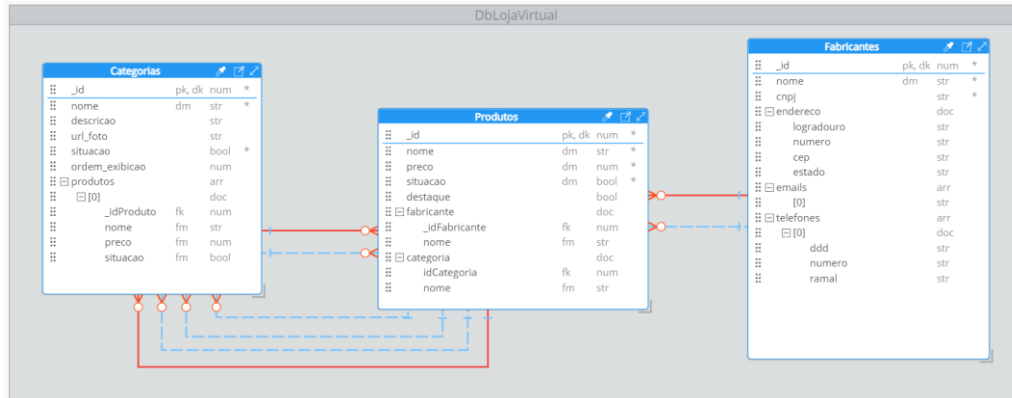 DbLojaVirtual
Categorias
_id pk, dk num *
nome dm str *
descricao str
url_foto str
situacao bool *
ordem_exibicao num
produtos arr
[0] doc
_idProduto fk num
nome fm str
preco fm num
situacao fm bool
Produtos
_id pk, dk num *
nome dm str *
preco dm num *
situacao dm bool *
destaque bool
fabricante doc
_idFabricante fk num
nome fm str
categoria doc
idCategoria fk num
nome fm str
Fabricantes
_id pk, dk num *
nome dm str *
cnpj str *
endereco doc
logradouro str
numero str
cep str
estado str
emails arr
[0] str
telefones arr
[0] doc
ddd str
numero str
ramal str